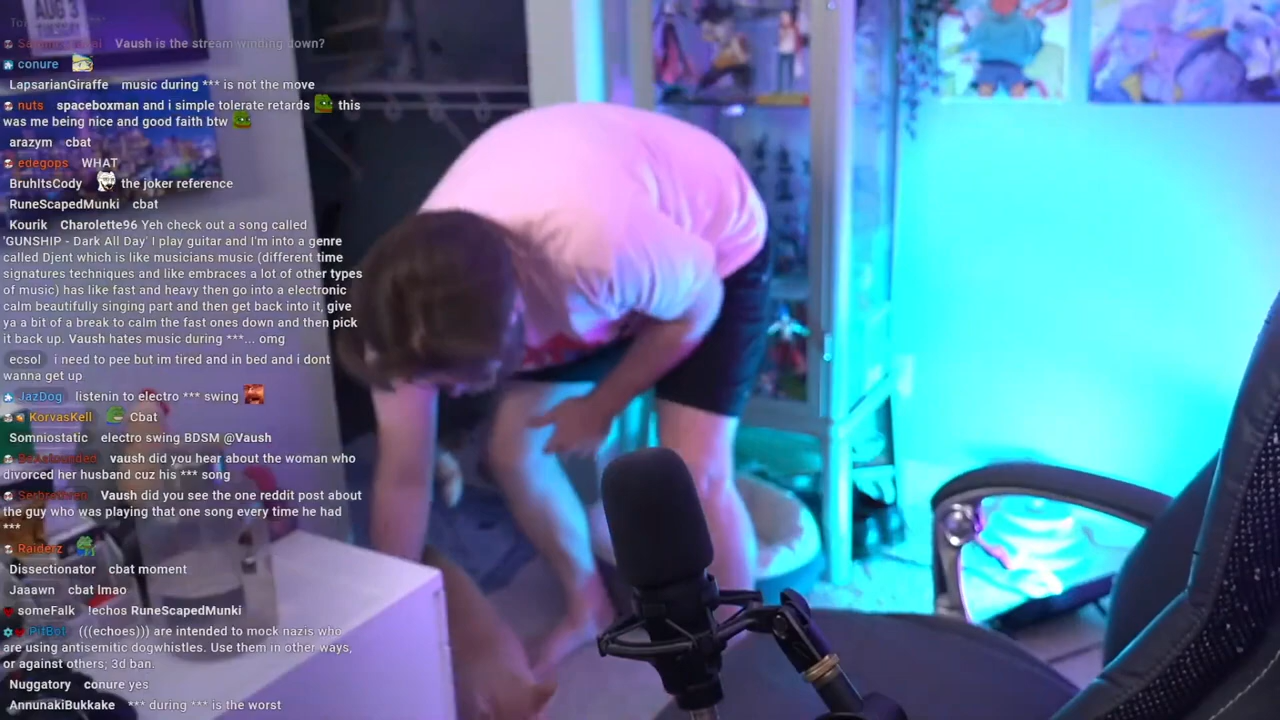 AUG 3
TUESDAY
Vaush is the stream winding down?
conure
LapsarianGiraffe music during *** is not the move
nuts spaceboxman and i simple tolerate retards this
was me being nice and good faith btw
arazym cbat
edegops WHAT
BruhItsCody the joker reference
RuneScapedMunki cbat
Kourik Charolette96 Yeh check out a song called
'GUNSHIP - Dark All Day' I play guitar and I'm into a genre
called Djent which is like musicians music (different time
signatures techniques and like embraces a lot of other types
of music) has like fast and heavy then go into a electronic
calm beautifully singing part and then get back into it, give
ya a bit of a break to calm the fast ones down and then pick
it back up. Vaush hates music during ***... omg
ecsol i need to pee but im tired and in bed and i dont
wanna get up
JazDog listenin to electro *** swing
KorvasKell Cbat
Somniostatic electro swing BDSM @Vaush
vaush did you hear about the woman who
divorced her husband cuz his *** song
Vaush did you see the one reddit post about
the guy who was playing that one song every time he had
***
Raiderz
Dissectionator cbat moment
Jaaawn cbat lmao
someFalk !echos RuneScapedMunki
(((echoes))) are intended to mock nazis who
are using antisemitic dogwhistles. Use them in other ways,
or against others; 3d ban.
Nuggatory conure yes
AnnunakiBukkake *** during *** is the worst